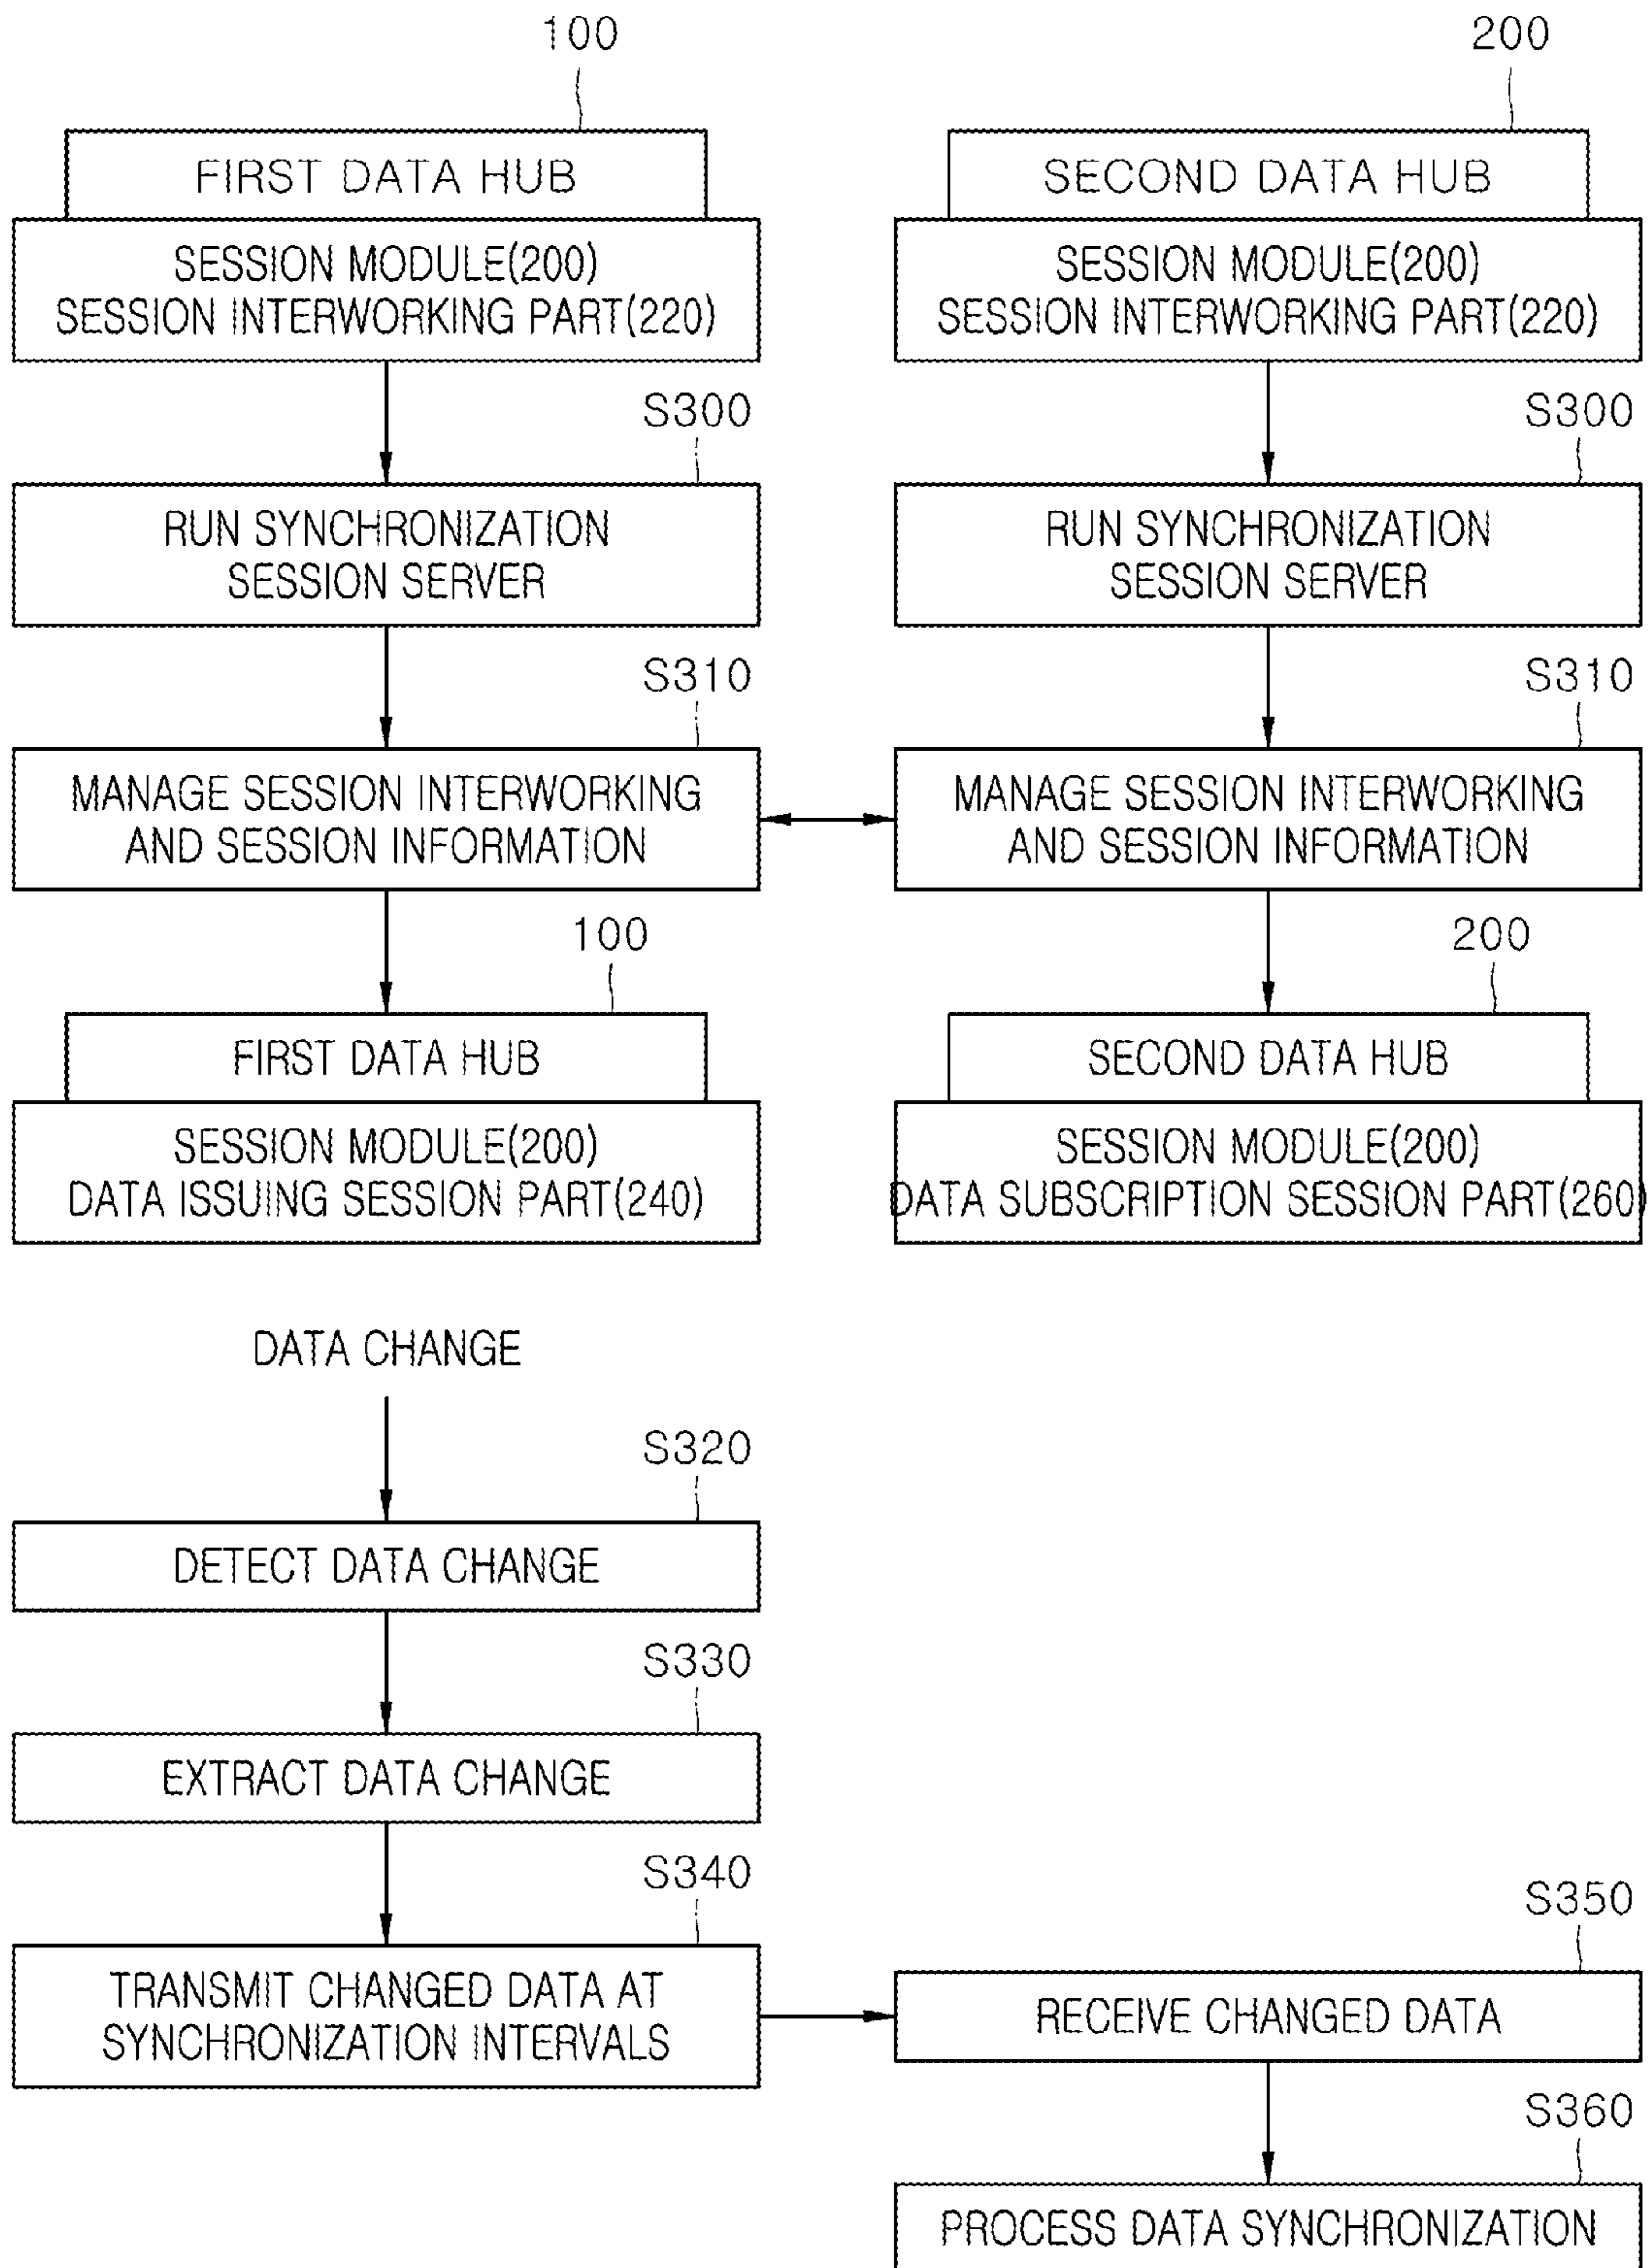 100
200
FIRST DATA HUB
SECOND DATA HUB
SESSION MODULE(200)
SESSION INTERWORKING PART(220)
SESSION MODULE(200)
SESSION INTERWORKING PART(220)
S300
S300
RUN SYNCHRONIZATION
SESSION SERVER
RUN SYNCHRONIZATION
SESSION SERVER
S310
S310
MANAGE SESSION INTERWORKING
AND SESSION INFORMATION
MANAGE SESSION INTERWORKING
AND SESSION INFORMATION
100
200
FIRST DATA HUB
SECOND DATA HUB
SESSION MODULE(200)
DATA ISSUING SESSION PART(240)
SESSION MODULE(200)
DATA SUBSCRIPTION SESSION PART(260)
DATA CHANGE
S320
DETECT DATA CHANGE
S330
EXTRACT DATA CHANGE
S340
TRANSMIT CHANGED DATA AT
SYNCHRONIZATION INTERVALS
S350
RECEIVE CHANGED DATA
S360
PROCESS DATA SYNCHRONIZATION